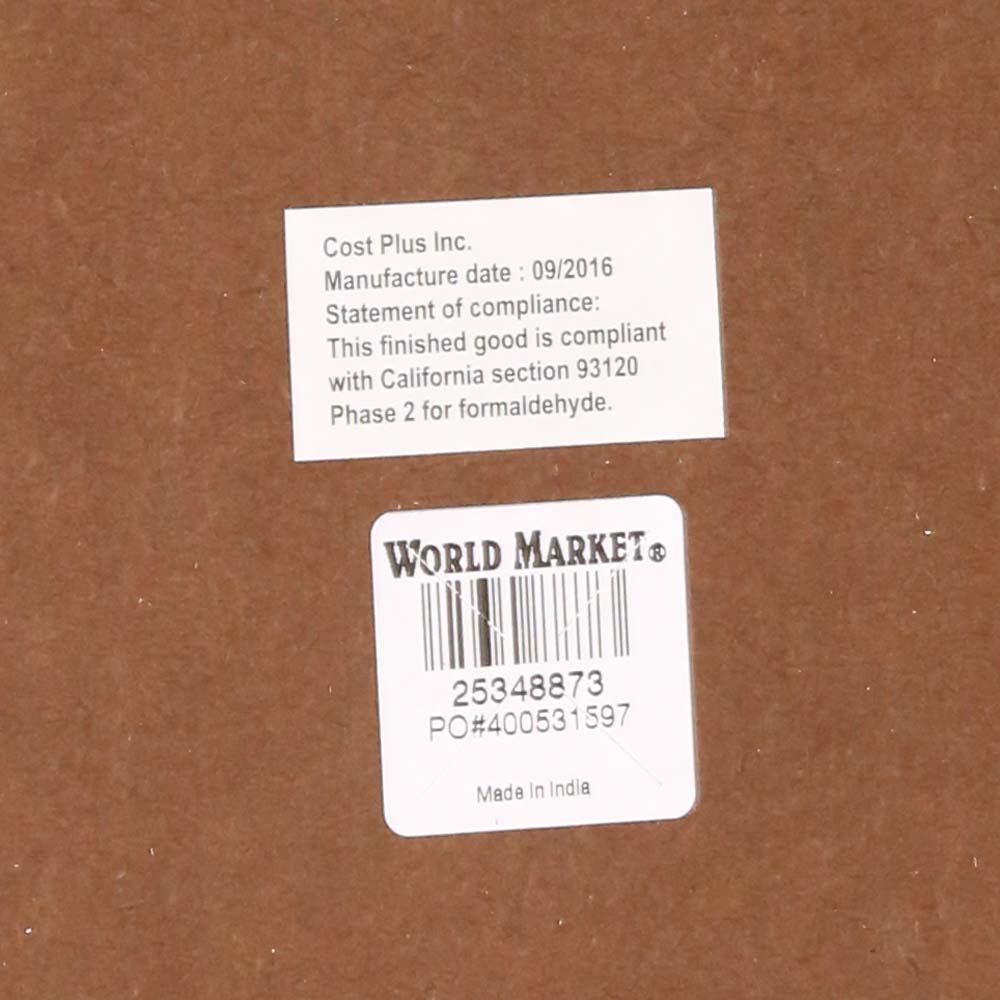 Cost Plus Inc.
Manufacture date : 09/2016
Statement of compliance:
This finished good is compliant
with California section 93120
Phase 2 for formaldehyde.
WORLD MARKET®
25348873
PO#400531597
Made In India